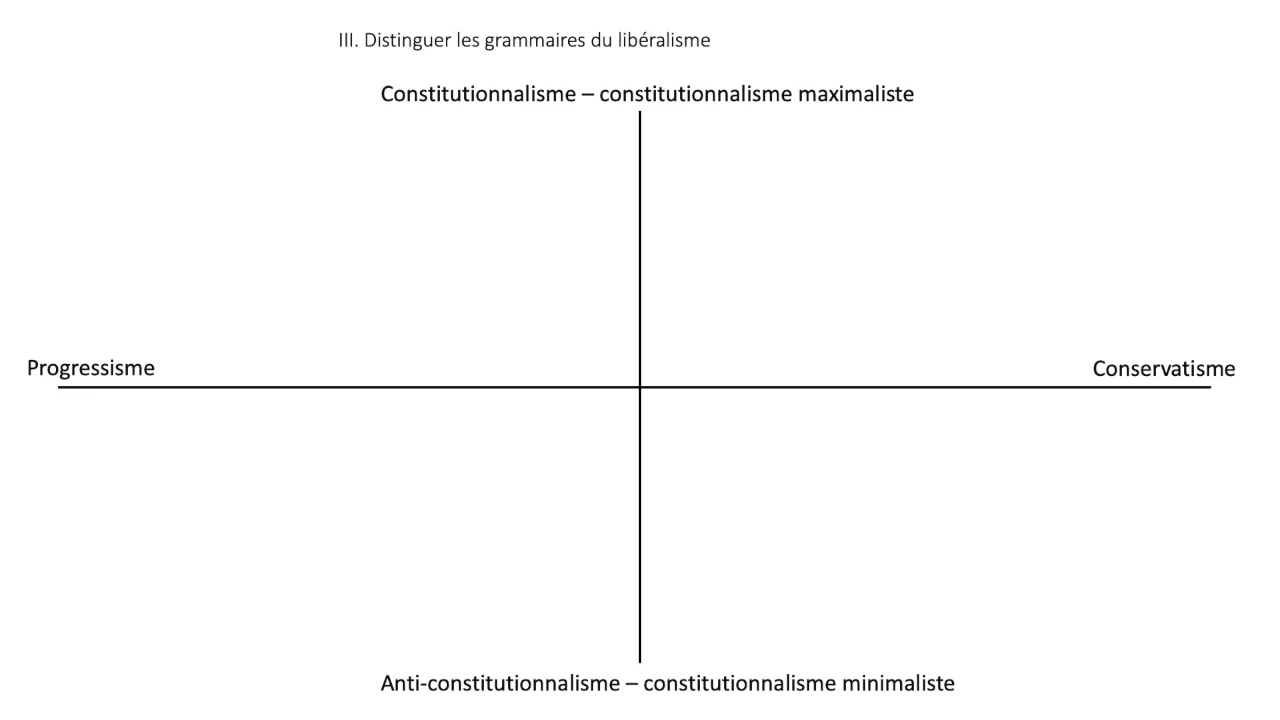 III. Distinguer les grammaires du libéralisme
Constitutionnalisme – constitutionnalisme maximaliste
Progressisme
Conservatisme
Anti-constitutionnalisme – constitutionnalisme minimaliste